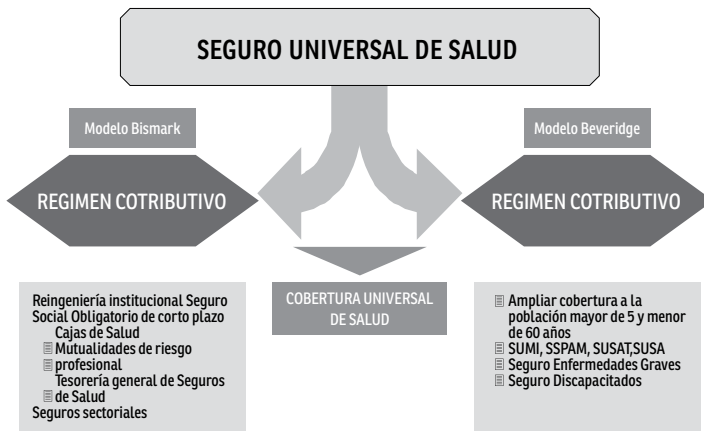 SEGURO UNIVERSAL DE SALUD
Modelo Bismark
Modelo Beveridge
REGIMEN COTRIBUTIVO
REGIMEN COTRIBUTIVO
COBERTURA UNIVERSAL
DE SALUD
Reingeniería institucional Seguro
Social Obligatorio de corto plazo
Cajas de Salud
Mutualidades de riesgo
profesional
Tesorería general de Seguros
de Salud
Seguros sectoriales
Ampliar cobertura a la
población mayor de 5 y menor
de 60 años
SUMI, SSPAM, SUSAT,SUSA
Seguro Enfermedades Graves
Seguro Discapacitados